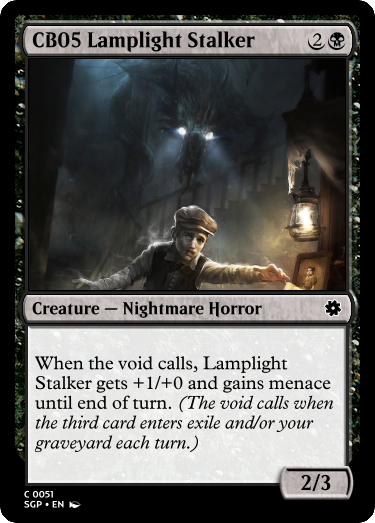 CB05 Lamplight Stalker 2
Creature — Nightmare Horror
When the void calls, Lamplight
Stalker gets +1/+0 and gains menace
until end of turn. (The void calls when
the third card enters exile and/or your
graveyard each turn.)
2/3
C 0051
SGP • EN